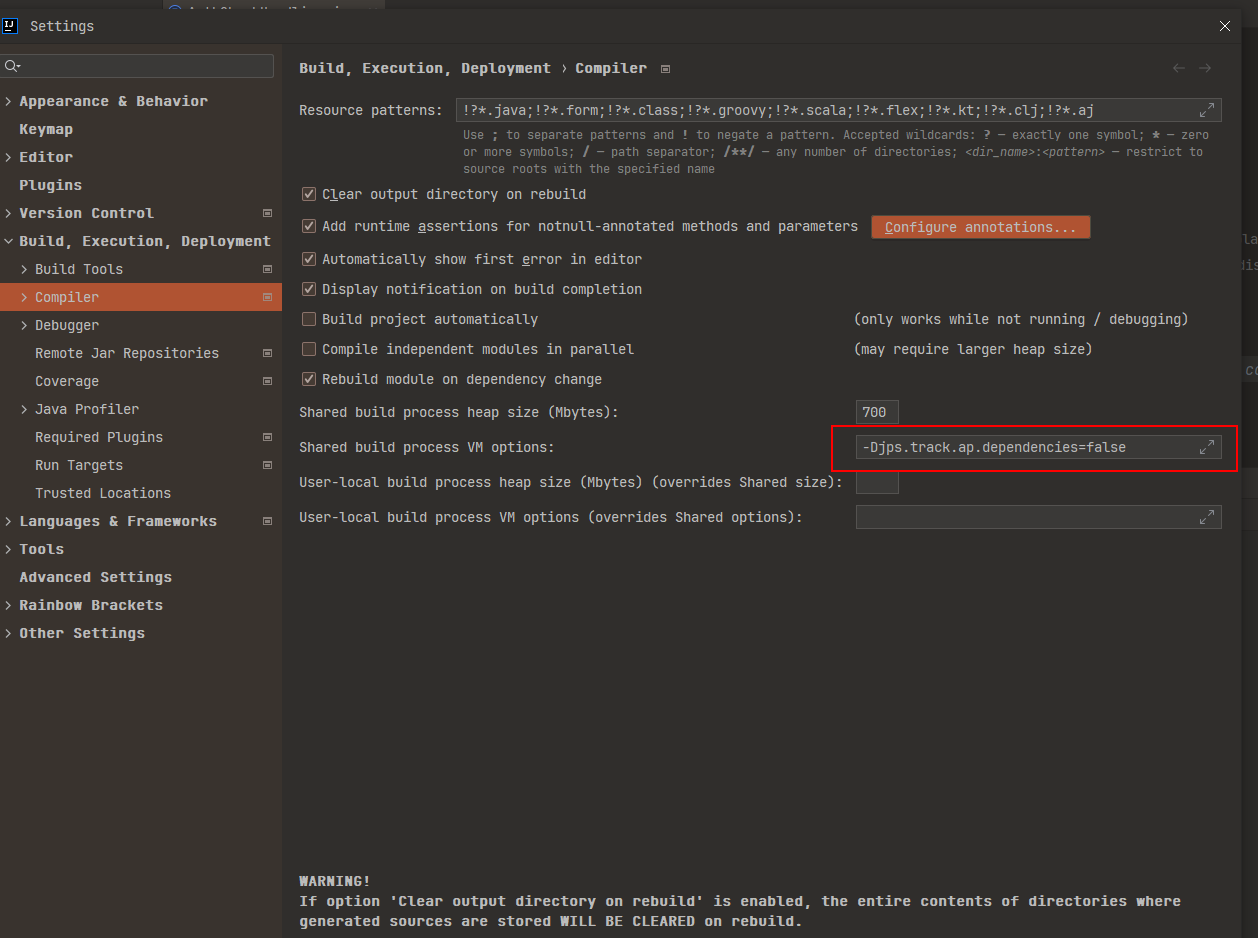 IJ Settings
Appearance & Behavior
Keymap
Editor
Plugins
Version Control
Build, Execution, Deployment
Build Tools
Compiler
Debugger
Remote Jar Repositories
Coverage
Java Profiler
Required Plugins
Run Targets
Trusted Locations
Languages & Frameworks
Tools
Advanced Settings
Rainbow Brackets
Other Settings
Build, Execution, Deployment › Compiler
Resource patterns: !?*.java;!?*.form;!?*.class;!?*.groovy;!?*.scala;!?*.flex;!?*.kt;!?*.clj;!?*.aj
Use ; to separate patterns and ! to negate a pattern. Accepted wildcards: ? — exactly one symbol; * — zero
or more symbols; / — path separator; /**/ — any number of directories; <dir_name>:<pattern> — restrict to
source roots with the specified name
Clear output directory on rebuild
Add runtime assertions for notnull-annotated methods and parameters Configure annotations...
Automatically show first error in editor
Display notification on build completion
Build project automatically (only works while not running / debugging)
Compile independent modules in parallel (may require larger heap size)
Rebuild module on dependency change
Shared build process heap size (Mbytes): 700
Shared build process VM options: -Djps.track.ap.dependencies=false
User-local build process heap size (Mbytes) (overrides Shared size):
User-local build process VM options (overrides Shared options):
WARNING!
If option 'Clear output directory on rebuild' is enabled, the entire contents of directories where
generated sources are stored WILL BE CLEARED on rebuild.